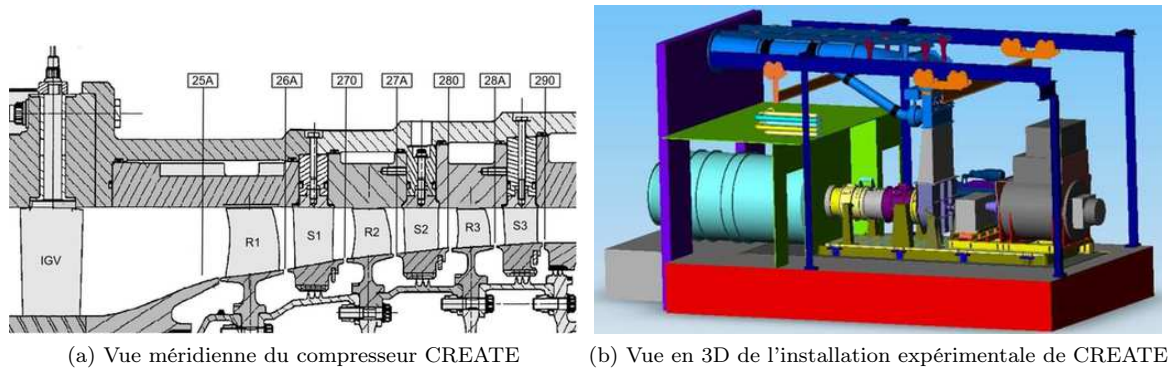 25A 26A 270 27A 280 28A 290
IGV R1 S1 R2 S2 R3 S3
(a) Vue méridienne du compresseur CREATE
(b) Vue en 3D de l'installation expérimentale de CREATE